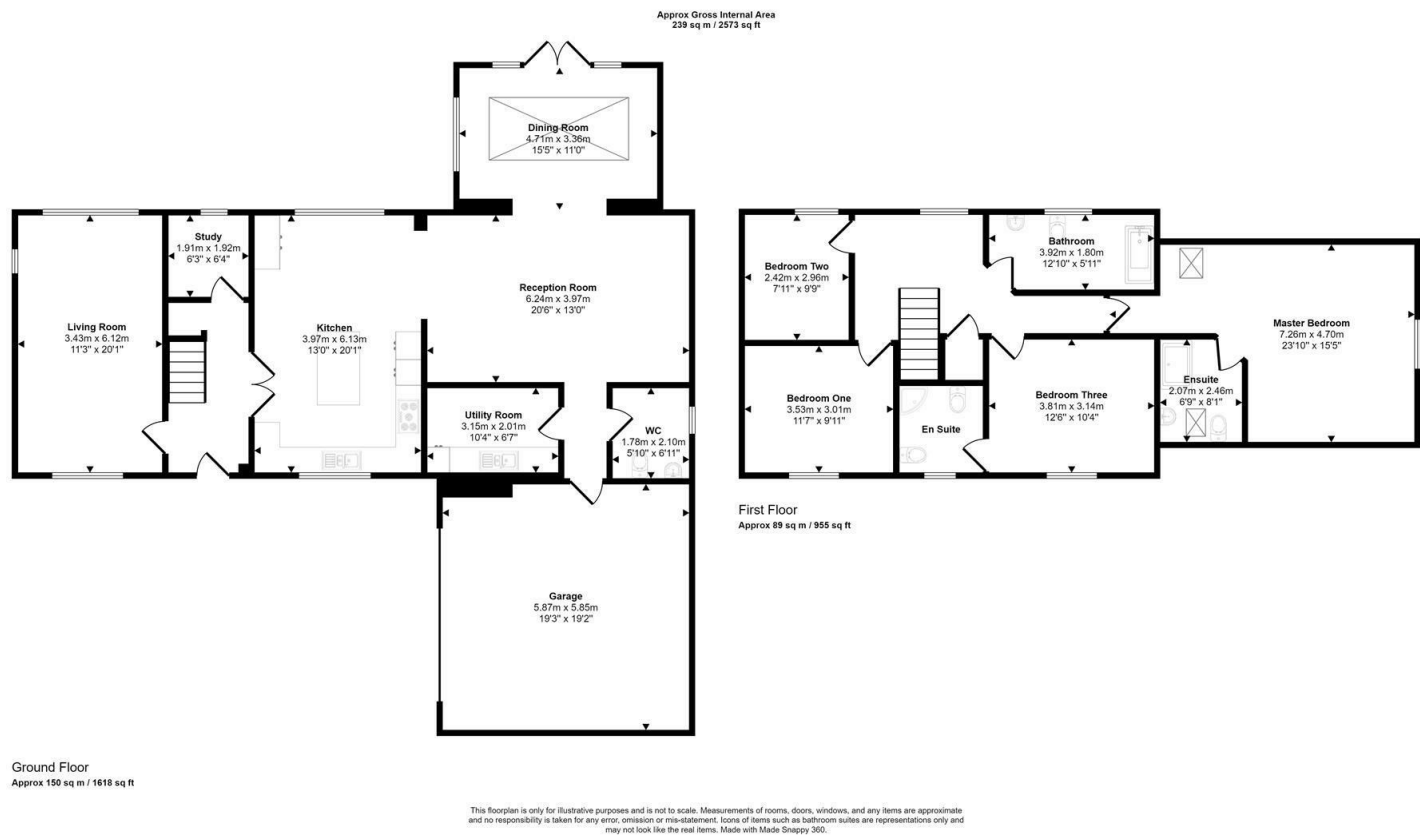 Approx Gross Internal Area
239 sq m / 2573 sq ft
Dining Room
4.71m x 3.36m
15'5" x 11'0"
Study
1.91m x 1.92m
6'3" x 6'4"
Living Room
3.43m x 6.12m
11'3" x 20'1"
Kitchen
3.97m x 6.13m
13'0" x 20'1"
Reception Room
6.24m x 3.97m
20'6" x 13'0"
Utility Room
3.15m x 2.01m
10'4" x 6'7"
WC
1.78m x 2.10m
5'10" x 6'11"
Garage
5.87m x 5.85m
19'3" x 19'2"
Ground Floor
Approx 150 sq m / 1618 sq ft
Bedroom Two
2.42m x 2.96m
7'11" x 9'9"
Bathroom
3.92m x 1.80m
12'10" x 5'11"
Master Bedroom
7.26m x 4.70m
23'10" x 15'5"
Bedroom One
3.53m x 3.01m
11'7" x 9'11"
En Suite
Bedroom Three
3.81m x 3.14m
12'6" x 10'4"
Ensuite
2.07m x 2.46m
6'9" x 8'1"
First Floor
Approx 89 sq m / 955 sq ft
This floorplan is only for illustrative purposes and is not to scale. Measurements of rooms, doors, windows, and any items are approximate
and no responsibility is taken for any error, omission or mis-statement. Icons of items such as bathroom suites are representations only and
may not look like the real items. Made with Made Snappy 360.